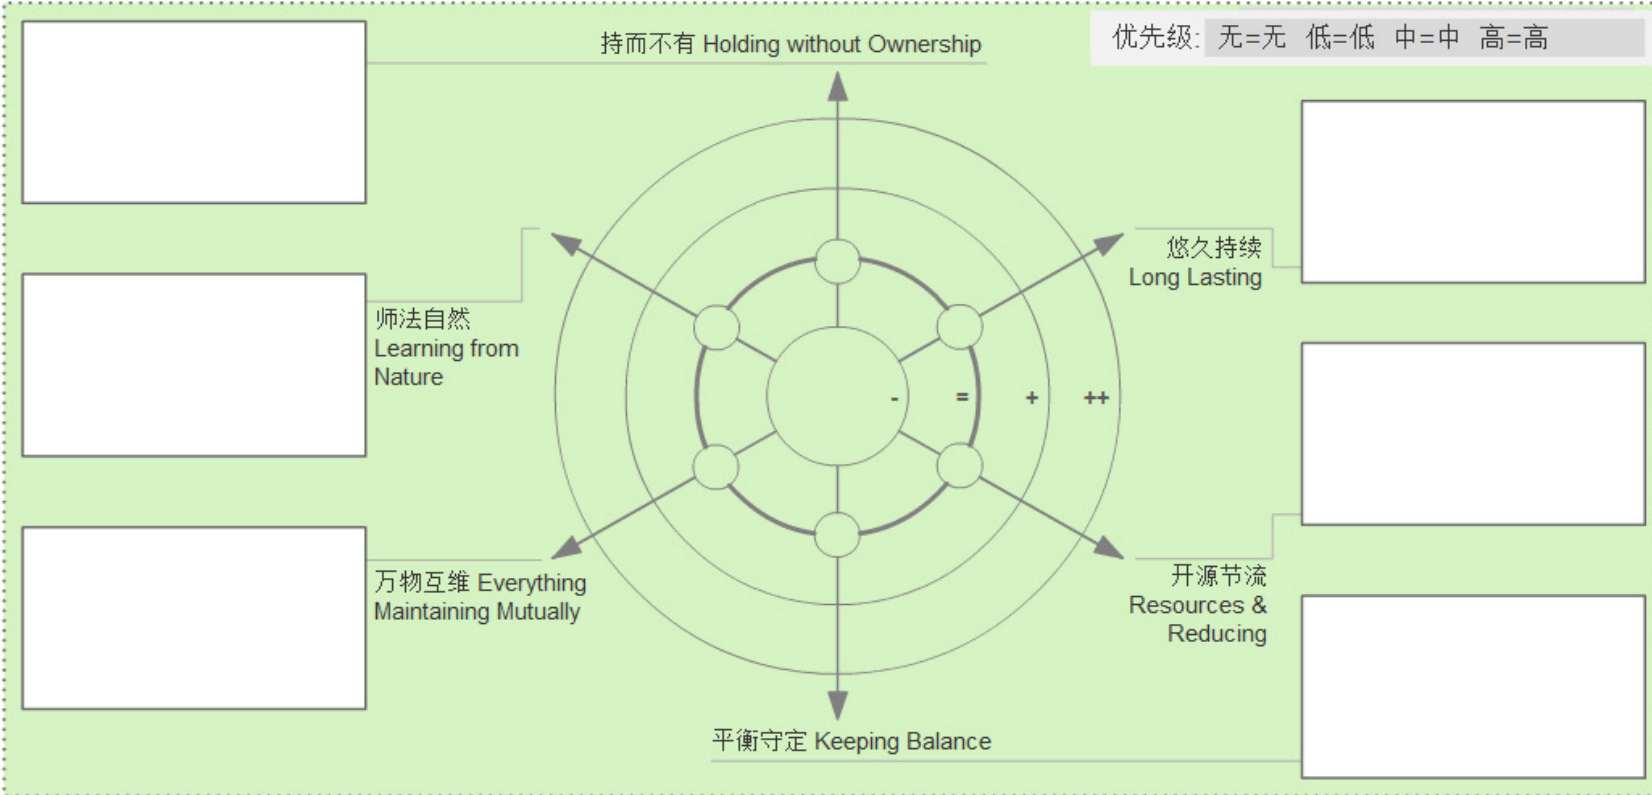 持而不有 Holding without Ownership
优先级: 无=无 低=低 中=中 高=高
悠久持续
Long Lasting
师法自然
Learning from
Nature
- = + ++
万物互维 Everything
Maintaining Mutually
开源节流
Resources &
Reducing
平衡守定 Keeping Balance